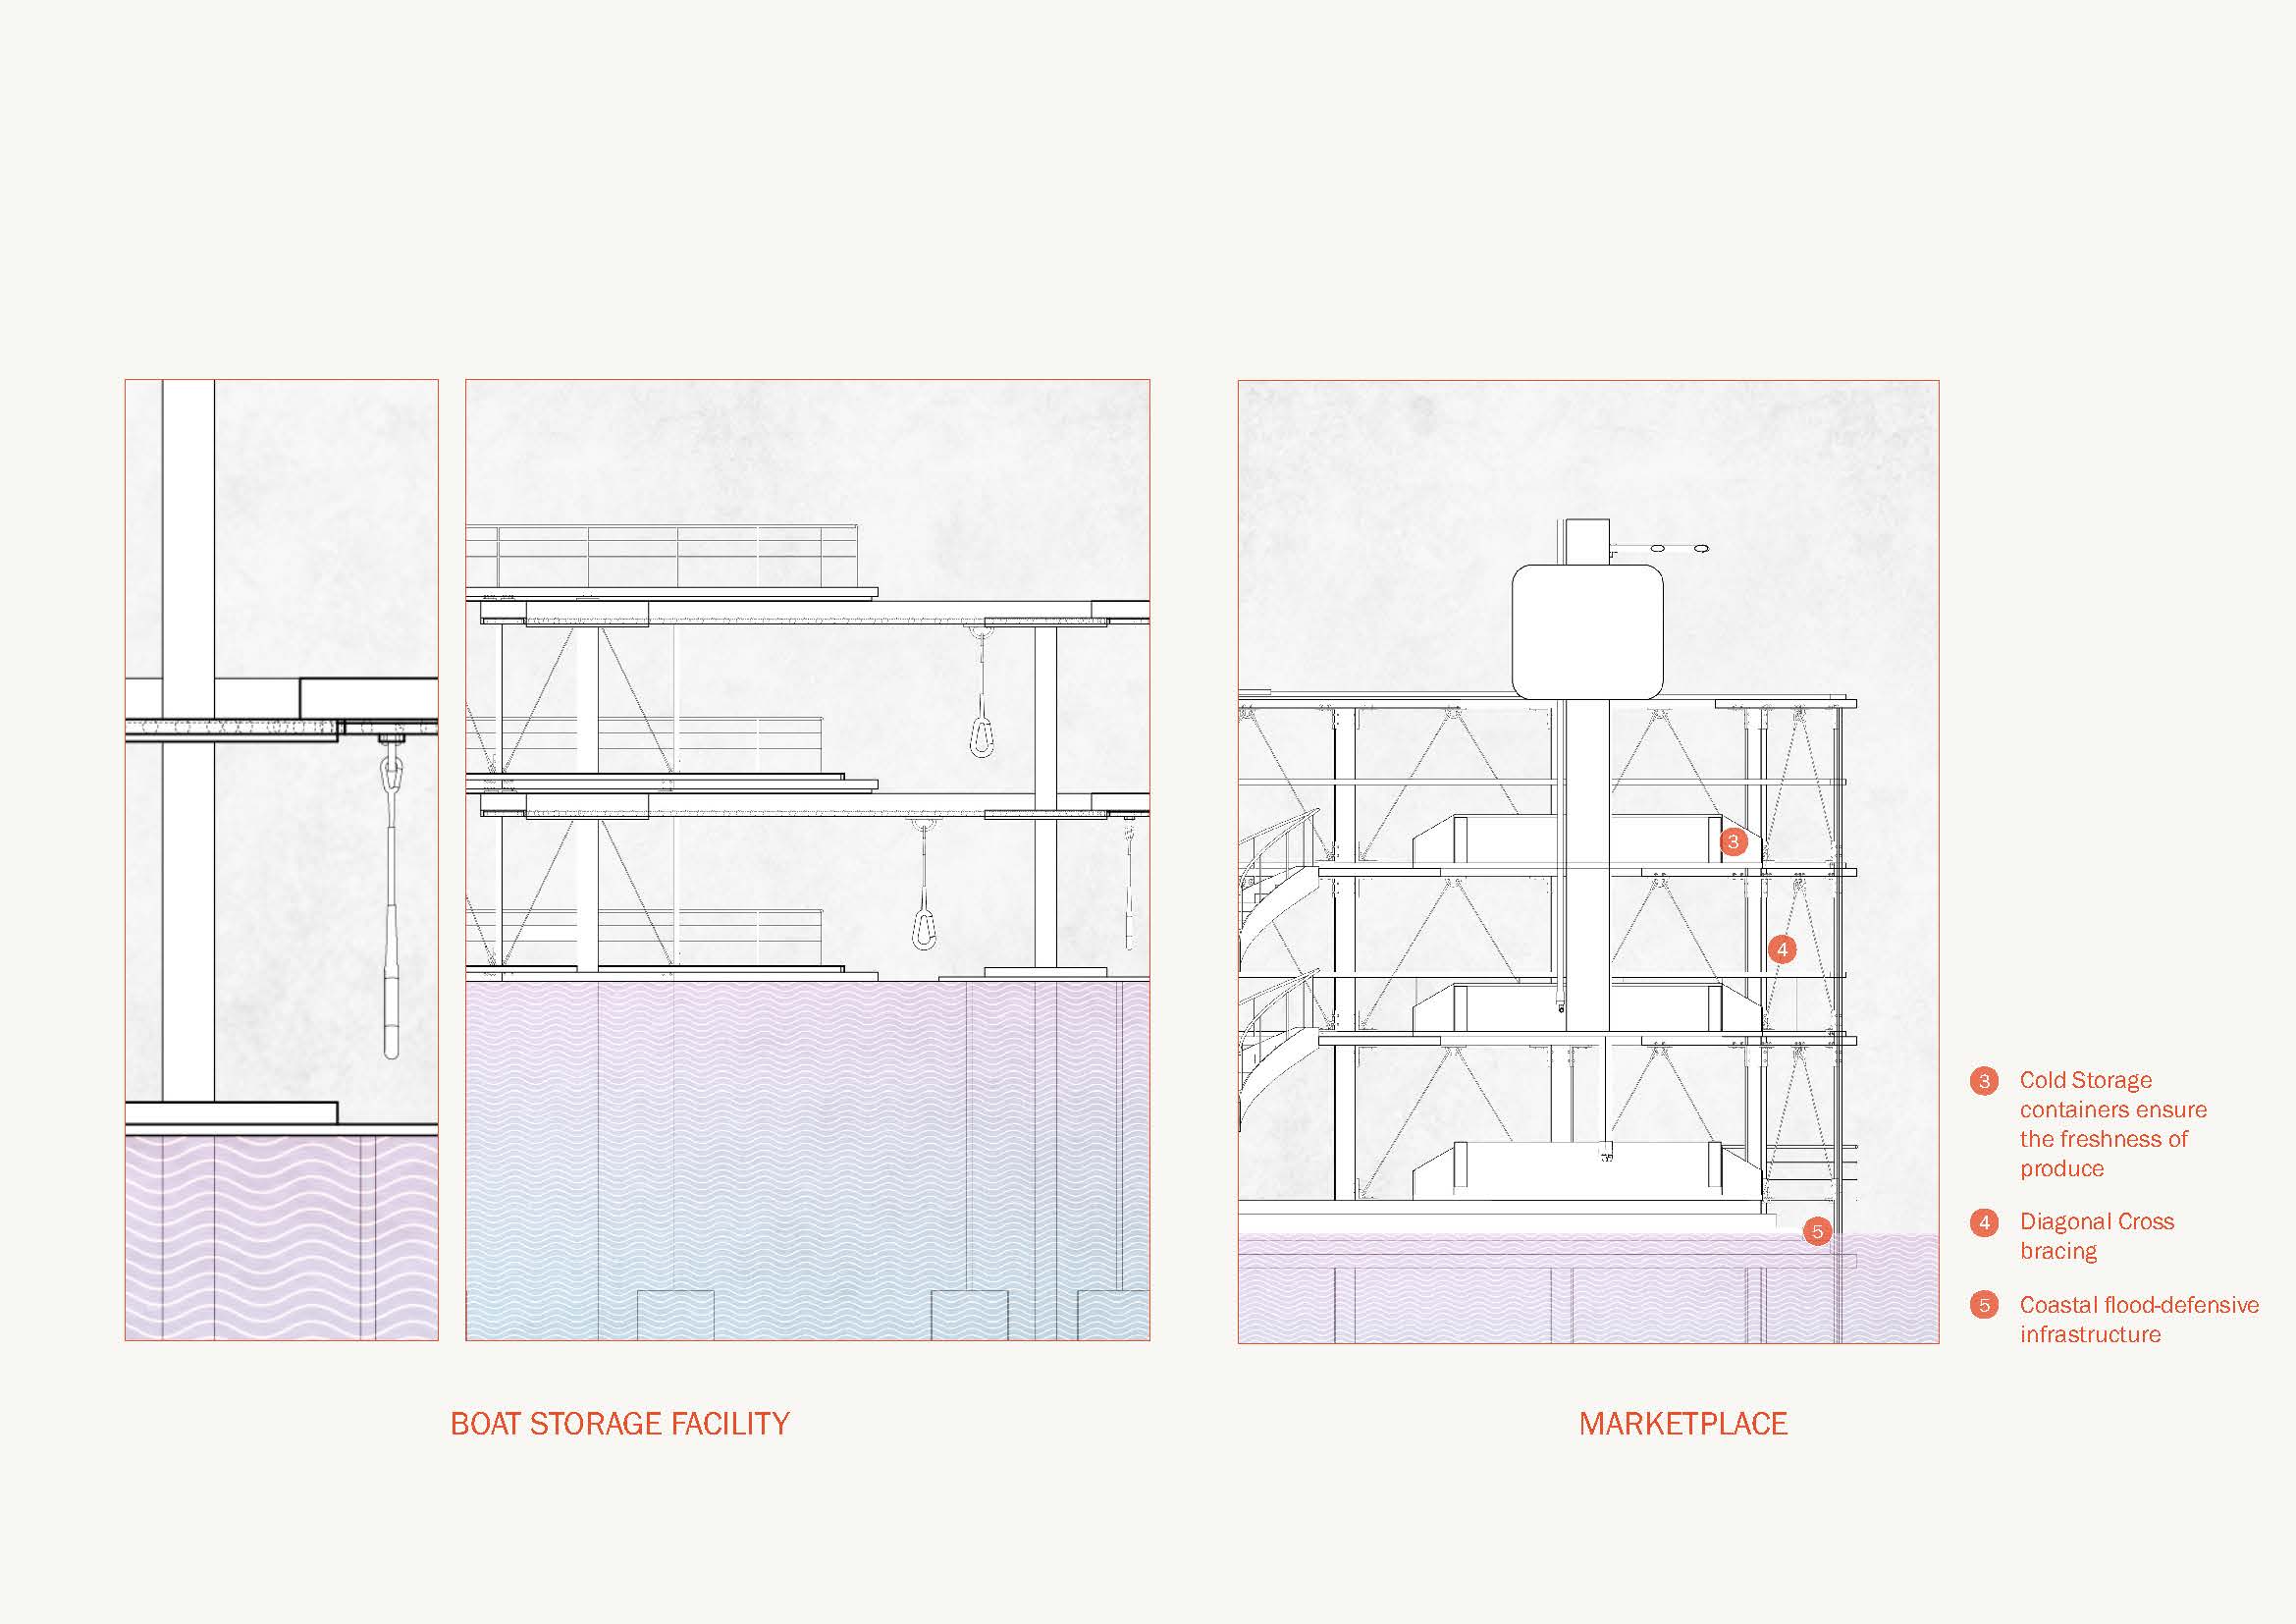 3
4
5
3 Cold Storage
containers ensure
the freshness of
produce
4 Diagonal Cross
bracing
5 Coastal flood-defensive
infrastructure
BOAT STORAGE FACILITY
MARKETPLACE